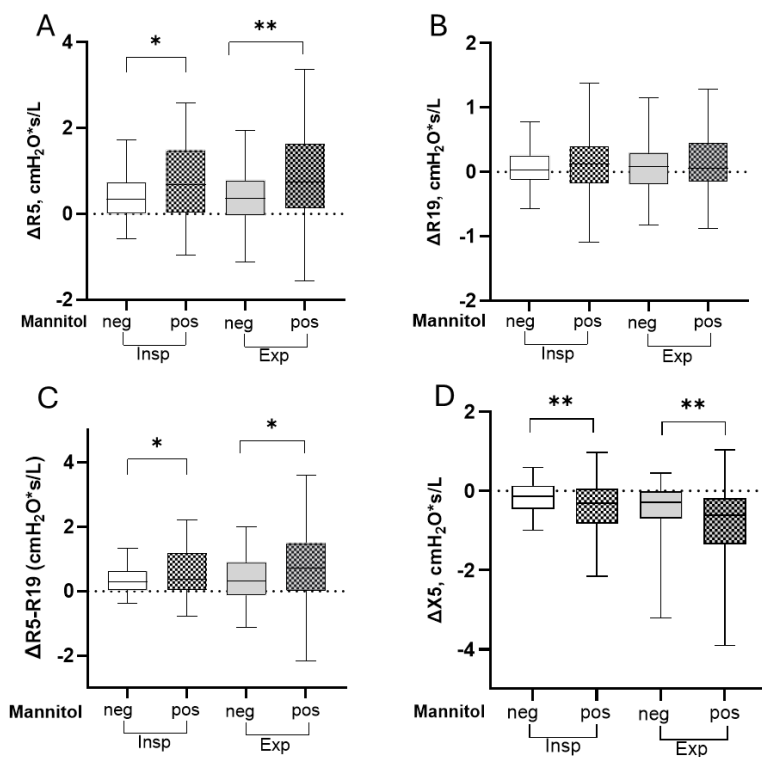 A
ΔR5, cmH₂O*s/L
4
2
0
-2
*
**
Mannitol neg pos neg pos
Insp Exp
B
ΔR19, cmH₂O*s/L
2
1
0
-1
-2
Mannitol neg pos neg pos
Insp Exp
C
ΔR5-R19 (cmH₂O*s/L)
4
2
0
-2
*
*
Mannitol neg pos neg pos
Insp Exp
D
ΔX5, cmH₂O*s/L
2
0
-2
-4
**
**
Mannitol neg pos neg pos
Insp Exp